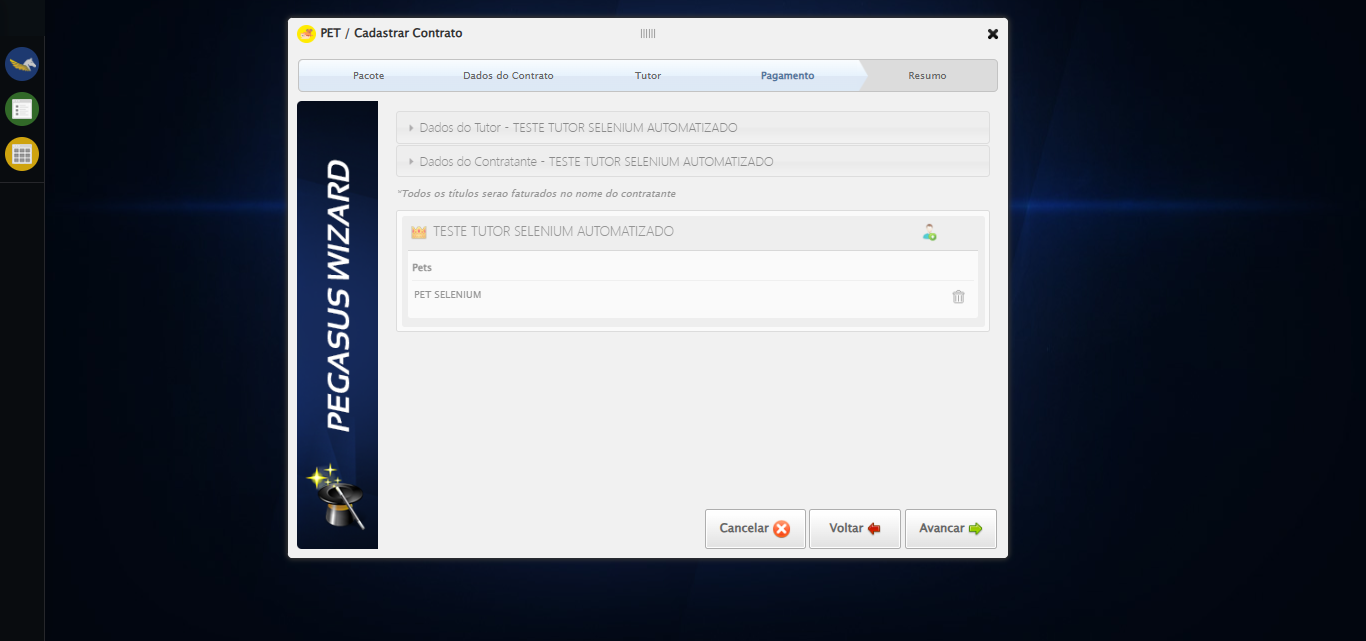 PET / Cadastrar Contrato
Pacote
Dados do Contrato
Tutor
Pagamento
Resumo
PEGASUS WIZARD
Dados do Tutor - TESTE TUTOR SELENIUM AUTOMATIZADO
Dados do Contratante - TESTE TUTOR SELENIUM AUTOMATIZADO
*Todos os títulos serao faturados no nome do contratante
TESTE TUTOR SELENIUM AUTOMATIZADO
Pets
PET SELENIUM
Cancelar
Voltar
Avancar